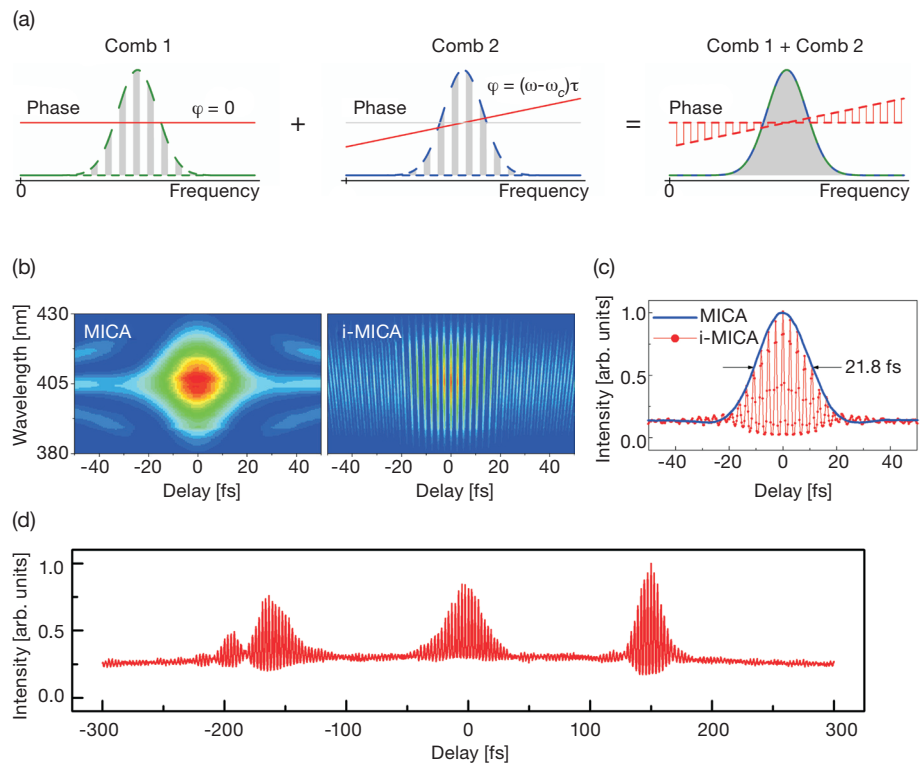 (a)
Comb 1
Comb 2
Comb 1 + Comb 2
Phase
φ = 0
+
φ = (ω-ω_c)τ
=
Phase
Phase
0
Frequency
Frequency
0
Frequency
(b)
(c)
Wavelength [nm]
430
405
380
MICA
i-MICA
-40
-20
0
20
40
-40
-20
0
20
40
Delay [fs]
Delay [fs]
Intensity [arb. units]
1.0
0.5
0.0
MICA
i-MICA
21.8 fs
-40
-20
0
20
40
Delay [fs]
(d)
Intensity [arb. units]
1.0
0.5
0.0
-300
-200
-100
0
100
200
300
Delay [fs]